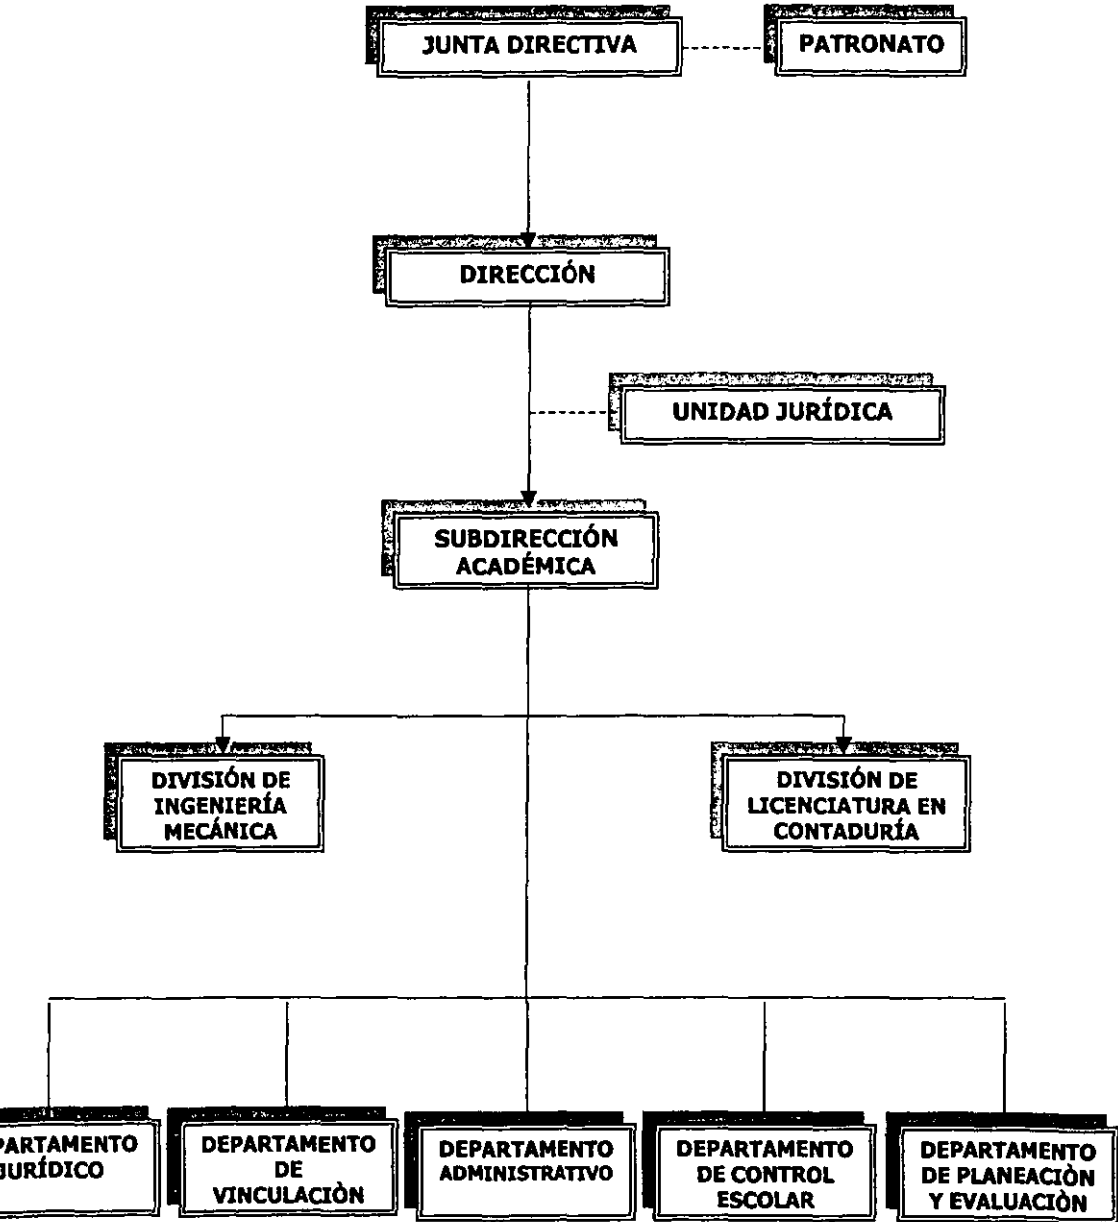 JUNTA DIRECTIVA
PATRONATO
DIRECCIÓN
UNIDAD JURÍDICA
SUBDIRECCIÓN
ACADÉMICA
DIVISIÓN DE
INGENIERÍA
MECÁNICA
DIVISIÓN DE
LICENCIATURA EN
CONTADURÍA
PARTAMENTO
JURÍDICO
DEPARTAMENTO
DE
VINCULACIÒN
DEPARTAMENTO
ADMINISTRATIVO
DEPARTAMENTO
DE CONTROL
ESCOLAR
DEPARTAMENTO
DE PLANEACIÒN
Y EVALUACIÒN